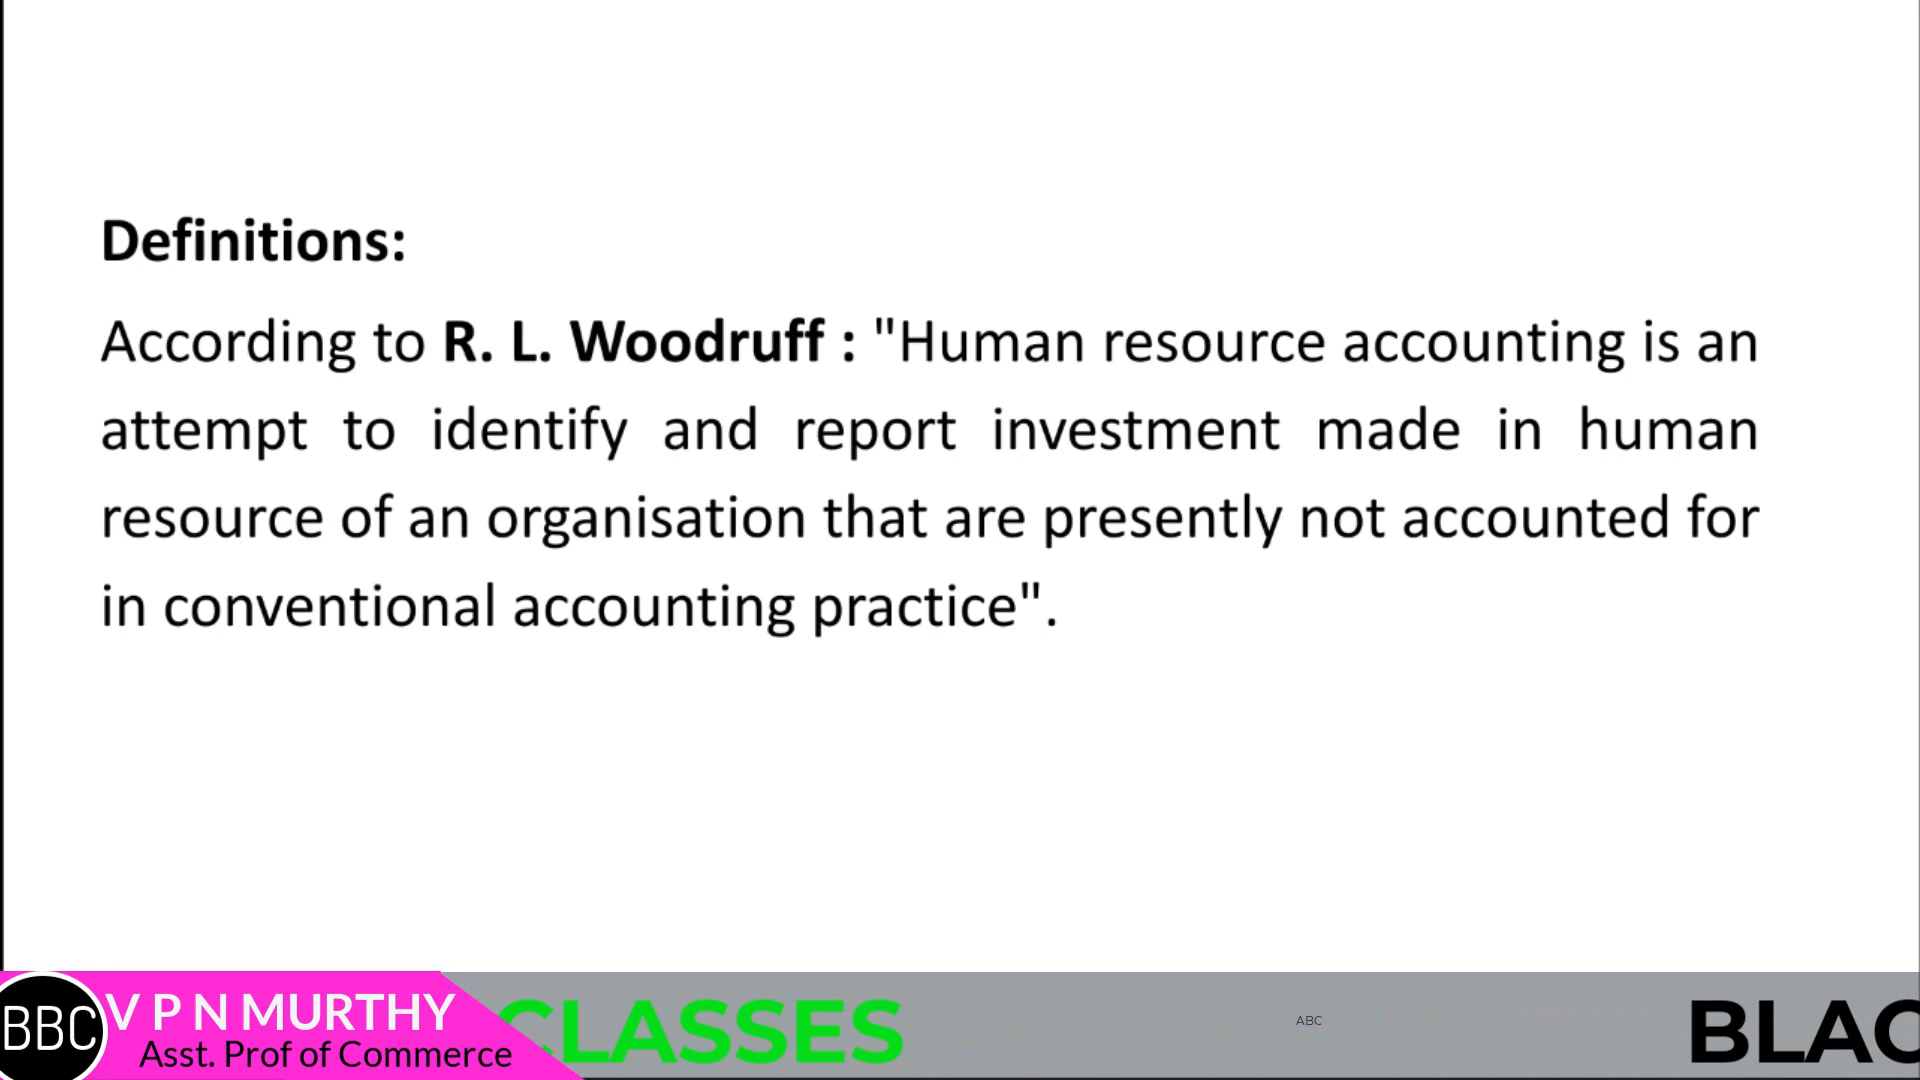 Definitions:
According to R. L. Woodruff : "Human resource accounting is an
attempt to identify and report investment made in human
resource of an organisation that are presently not accounted for
in conventional accounting practice".
BBC
V P N MURTHY
Asst. Prof of Commerce
CLASSES
ABC
BLAC